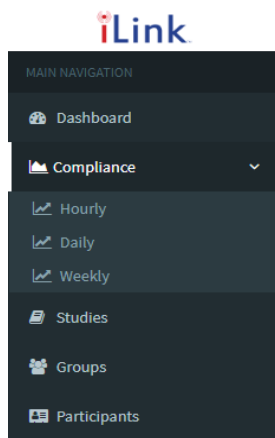 iLink
MAIN NAVIGATION
Dashboard
Compliance
Hourly
Daily
Weekly
Studies
Groups
Participants